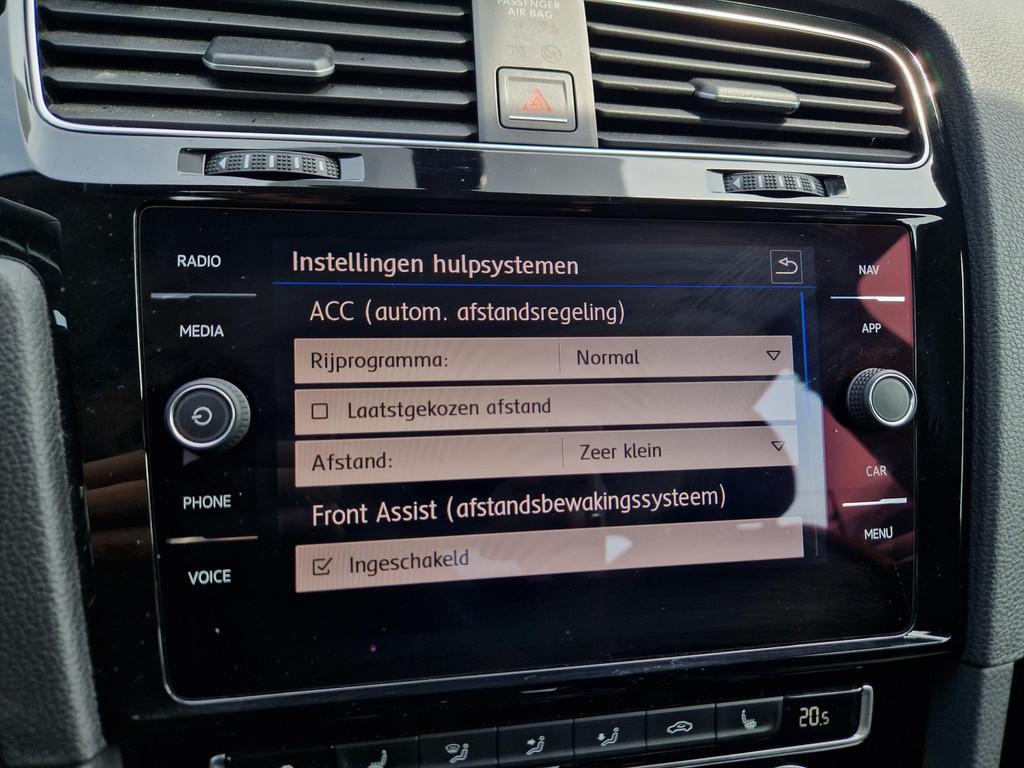 PASSENGER
AIR BAG
RADIO
MEDIA
PHONE
VOICE
Instellingen hulpsystemen
ACC (autom. afstandsregeling)
Rijprogramma: Normal
Laatstgekozen afstand
Afstand: Zeer klein
Front Assist (afstandsbewakingssysteem)
Ingeschakeld
NAV
APP
CAR
MENU
20.5